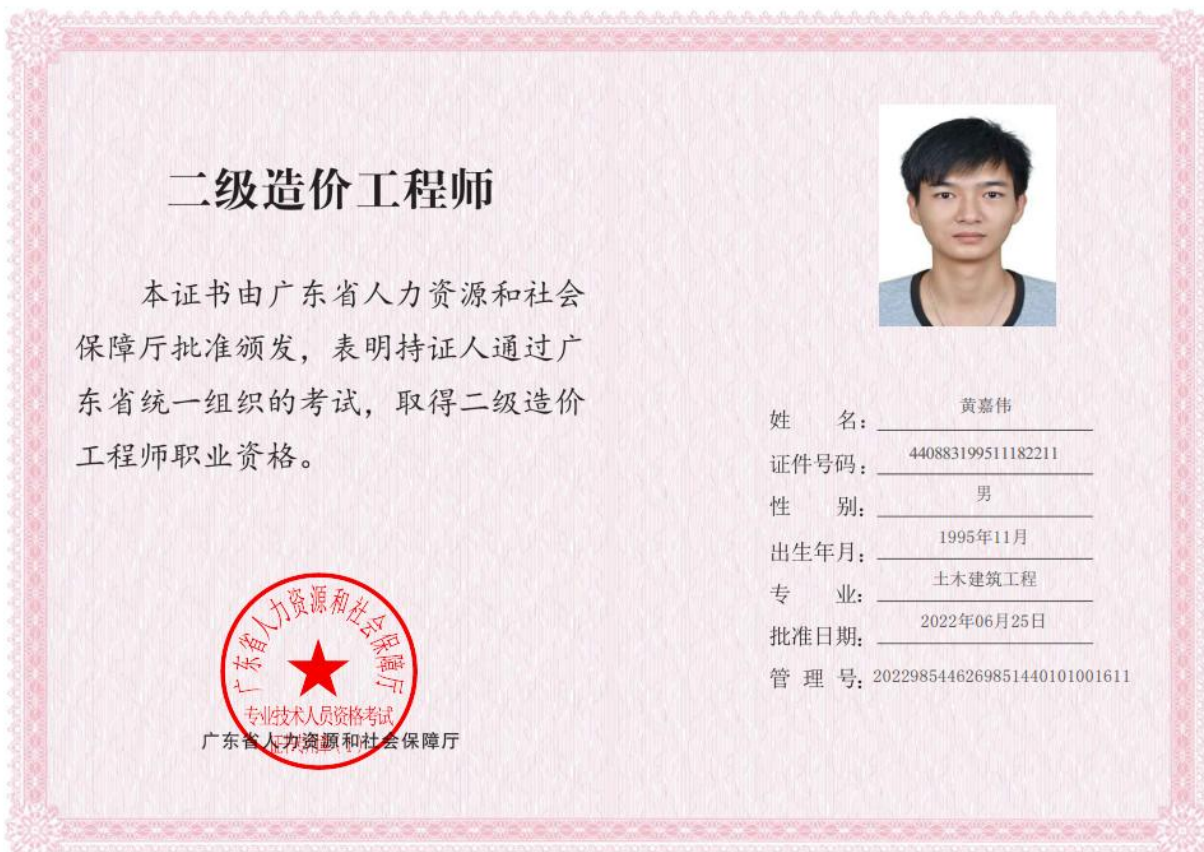 二级造价工程师
本证书由广东省人力资源和社会
保障厅批准颁发，表明持证人通过广
东省统一组织的考试，取得二级造价
工程师职业资格。
广东省人力资源和社会保障厅
专业技术人员资格考试
广东省人力资源和社会保障厅
姓 名：黄嘉伟
证件号码：440883199511182211
性 别：男
出生年月：1995年11月
专 业：土木建筑工程
批准日期：2022年06月25日
管 理 号：20229854462698514401010​01611